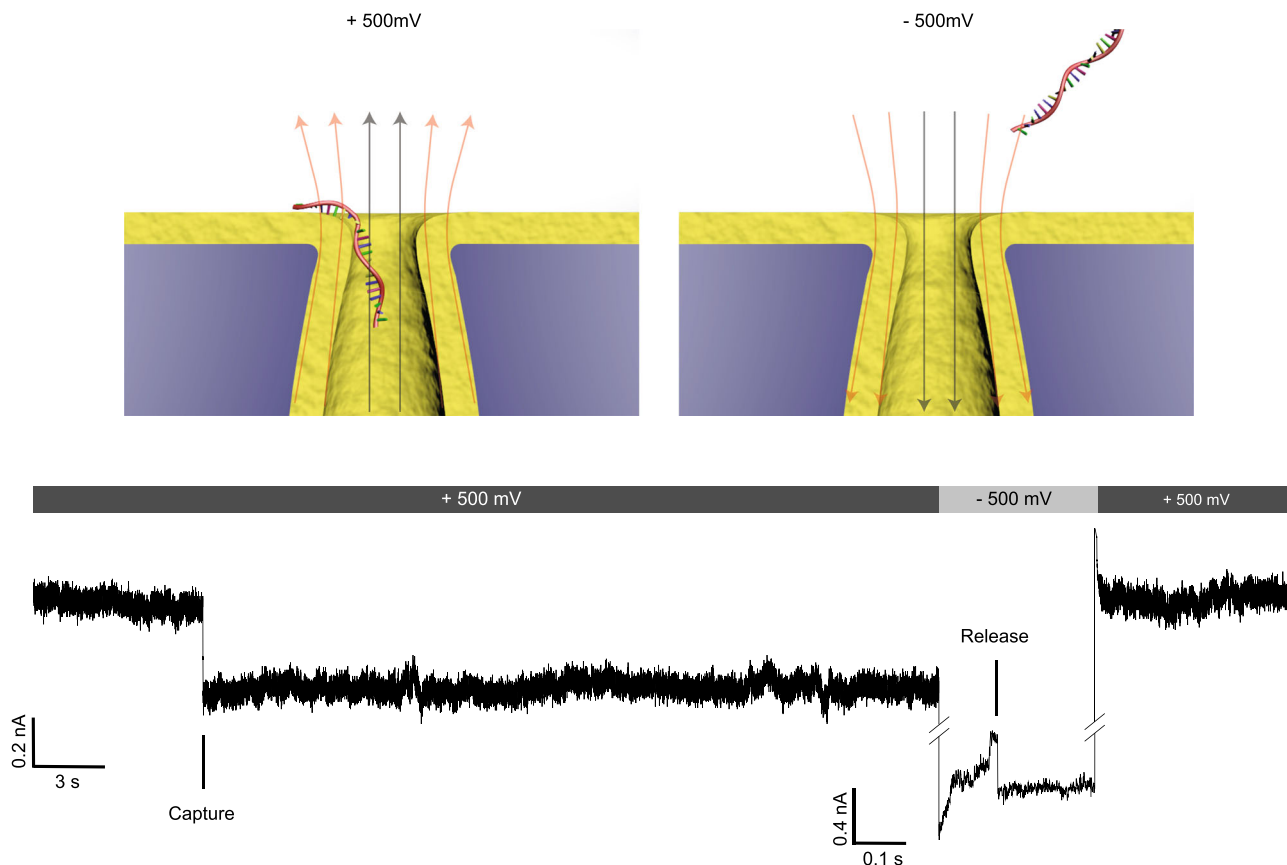 + 500mV
- 500mV
+ 500 mV
- 500 mV
+ 500 mV
Release
0.2 nA
3 s
Capture
0.4 nA
0.1 s